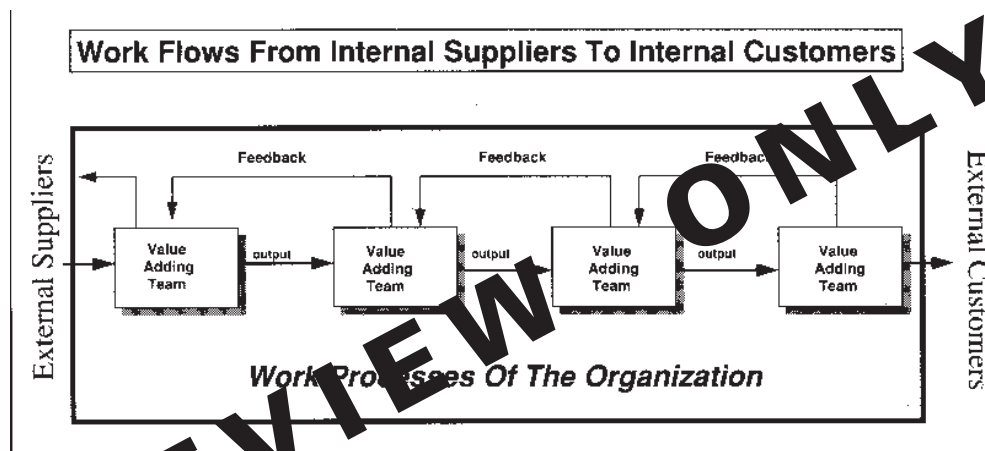 Work Flows From Internal Suppliers To Internal Customers
Feedback
Feedback
Feedback
External Suppliers
Value
Adding
Team
output
Value
Adding
Team
output
Value
Adding
Team
output
Value
Adding
Team
External Customers
Work Processes Of The Organization
EVIEW ONLY